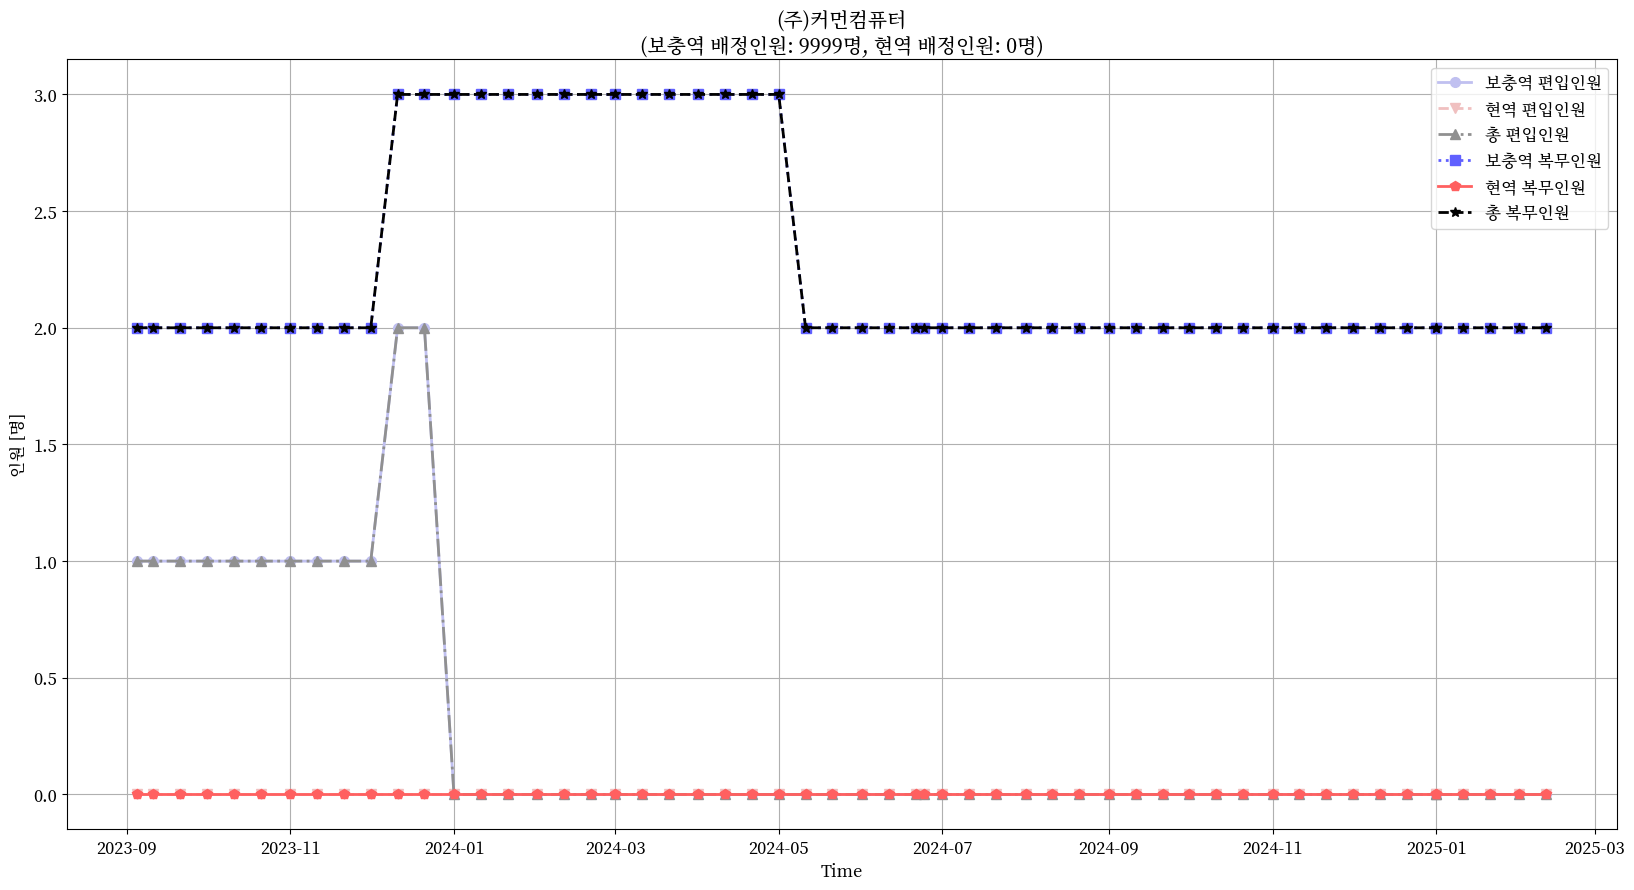 (주)커먼컴퓨터
(보충역 배정인원: 9999명, 현역 배정인원: 0명)
보충역 편입인원
현역 편입인원
총 편입인원
보충역 복무인원
현역 복무인원
총 복무인원
인원 [명]
3.0
2.5
2.0
1.5
1.0
0.5
0.0
2023-09 2023-11 2024-01 2024-03 2024-05 2024-07 2024-09 2024-11 2025-01 2025-03
Time